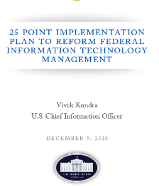 25 POINT IMPLEMENTATION
PLAN TO REFORM FEDERAL
INFORMATION TECHNOLOGY
MANAGEMENT
Vivek Kundra
U.S. Chief Information Officer
DECEMBER 9, 2010